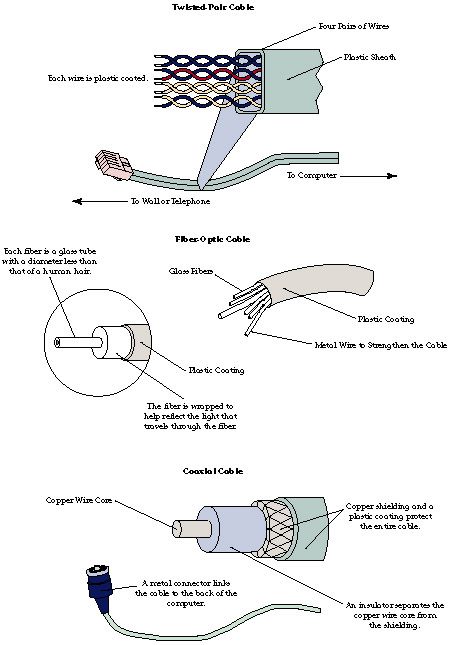 Twisted-Pair Cable
Four Pairs of Wires
Plastic Sheath
Each wire is plastic coated.
To Computer
To Wall or Telephone
Fiber-Optic Cable
Each fiber is a glass tube
with a diameter less than
that of a human hair.
Glass Fibers
Plastic Coating
Metal Wire to Strengthen the Cable
Plastic Coating
The fiber is wrapped to
help reflect the light that
travels through the fiber.
Coaxial Cable
Copper Wire Core
Copper shielding and a
plastic coating protect
the entire cable.
A metal connector links
the cable to the back of the
computer.
An insulator separates the
copper wire core from
the shielding.